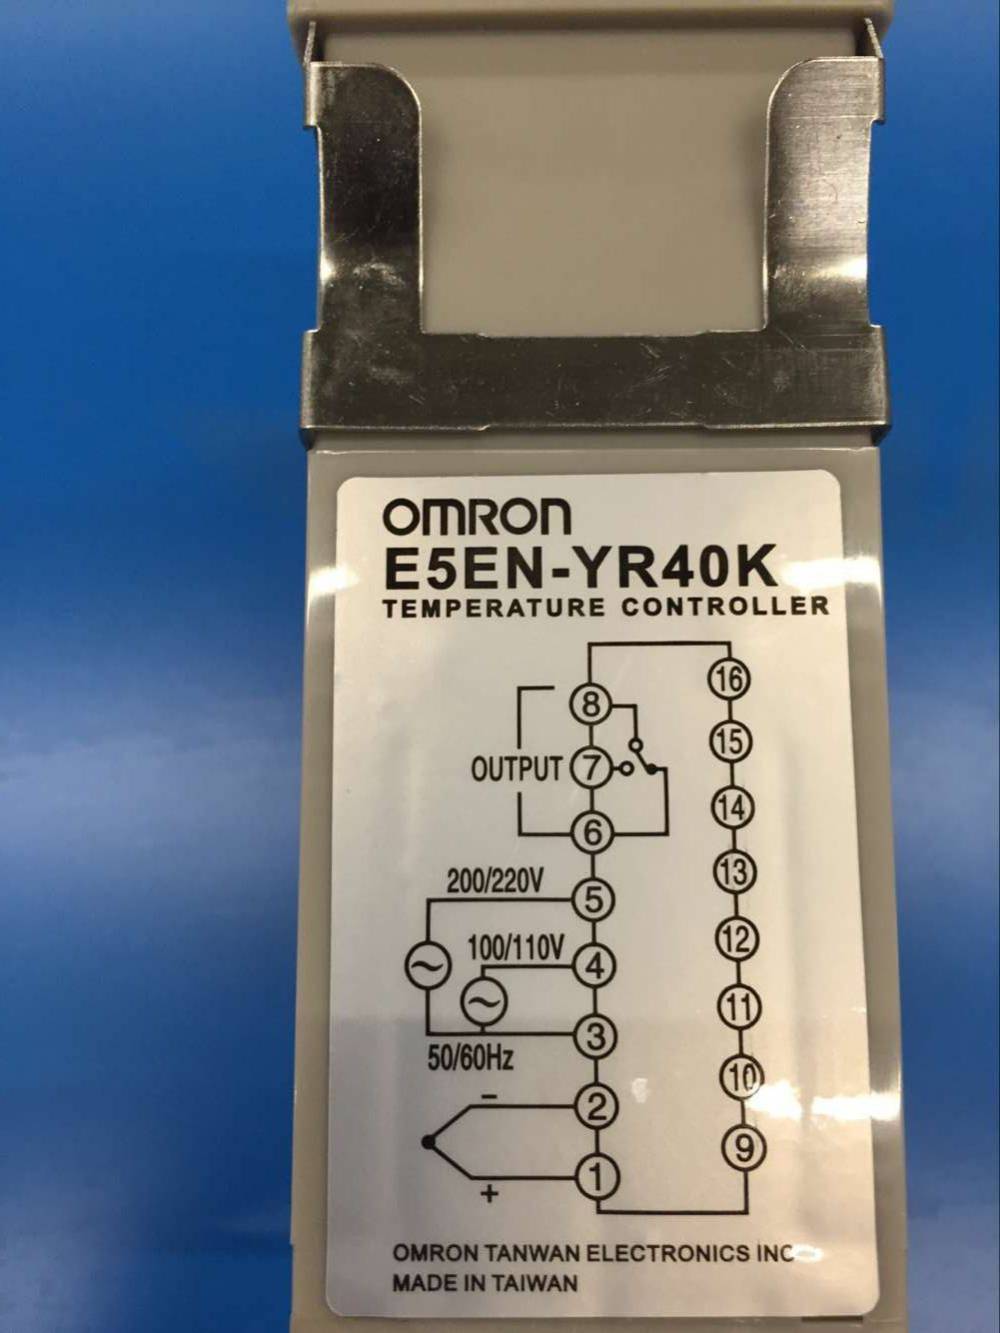 OMRON
E5EN-YR40K
TEMPERATURE CONTROLLER
8
16
15
OUTPUT 7
14
6
13
200/220V
5
12
100/110V
4
11
3
50/60Hz
10
−
2
9
1
+
OMRON TANWAN ELECTRONICS INC
MADE IN TAIWAN